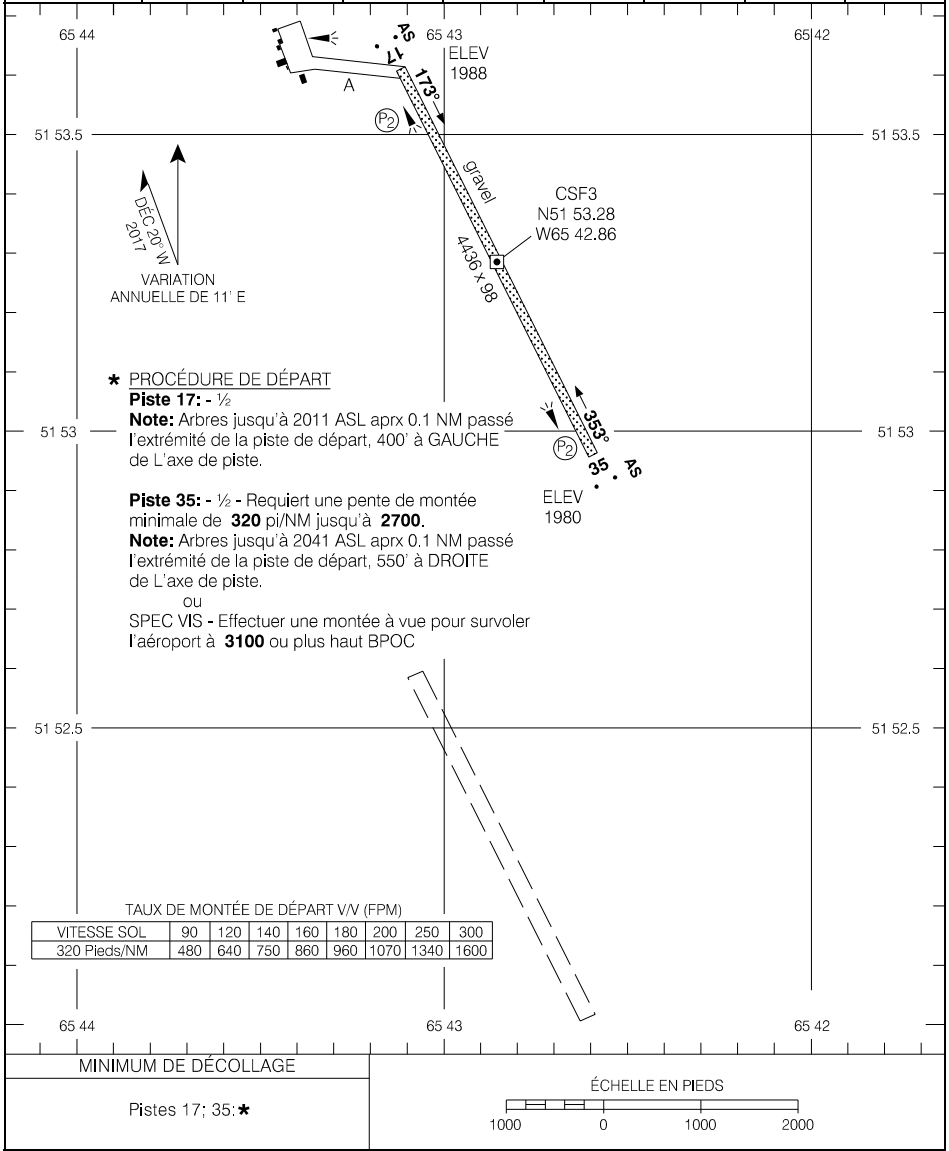 65 44
65 43
65 42
AS
17
ELEV
1988
173°
A
P2
51 53.5
51 53.5
gravel
CSF3
N51 53.28
W65 42.86
4436 x 98
DÉC 20° W
2017
VARIATION
ANNUELLE DE 11' E
★ PROCÉDURE DE DÉPART
Piste 17: - ½
Note: Arbres jusqu'à 2011 ASL aprx 0.1 NM passé
l'extrémité de la piste de départ, 400' à GAUCHE
de L'axe de piste.
51 53
51 53
353°
P2
35
AS
ELEV
1980
Piste 35: - ½ - Requiert une pente de montée
minimale de 320 pi/NM jusqu'à 2700.
Note: Arbres jusqu'à 2041 ASL aprx 0.1 NM passé
l'extrémité de la piste de départ, 550' à DROITE
de L'axe de piste.
ou
SPEC VIS - Effectuer une montée à vue pour survoler
l'aéroport à 3100 ou plus haut BPOC
51 52.5
51 52.5
TAUX DE MONTÉE DE DÉPART V/V (FPM)
VITESSE SOL 90 120 140 160 180 200 250 300
320 Pieds/NM 480 640 750 860 960 1070 1340 1600
65 44
65 43
65 42
MINIMUM DE DÉCOLLAGE
Pistes 17; 35:★
ÉCHELLE EN PIEDS
1000 0 1000 2000